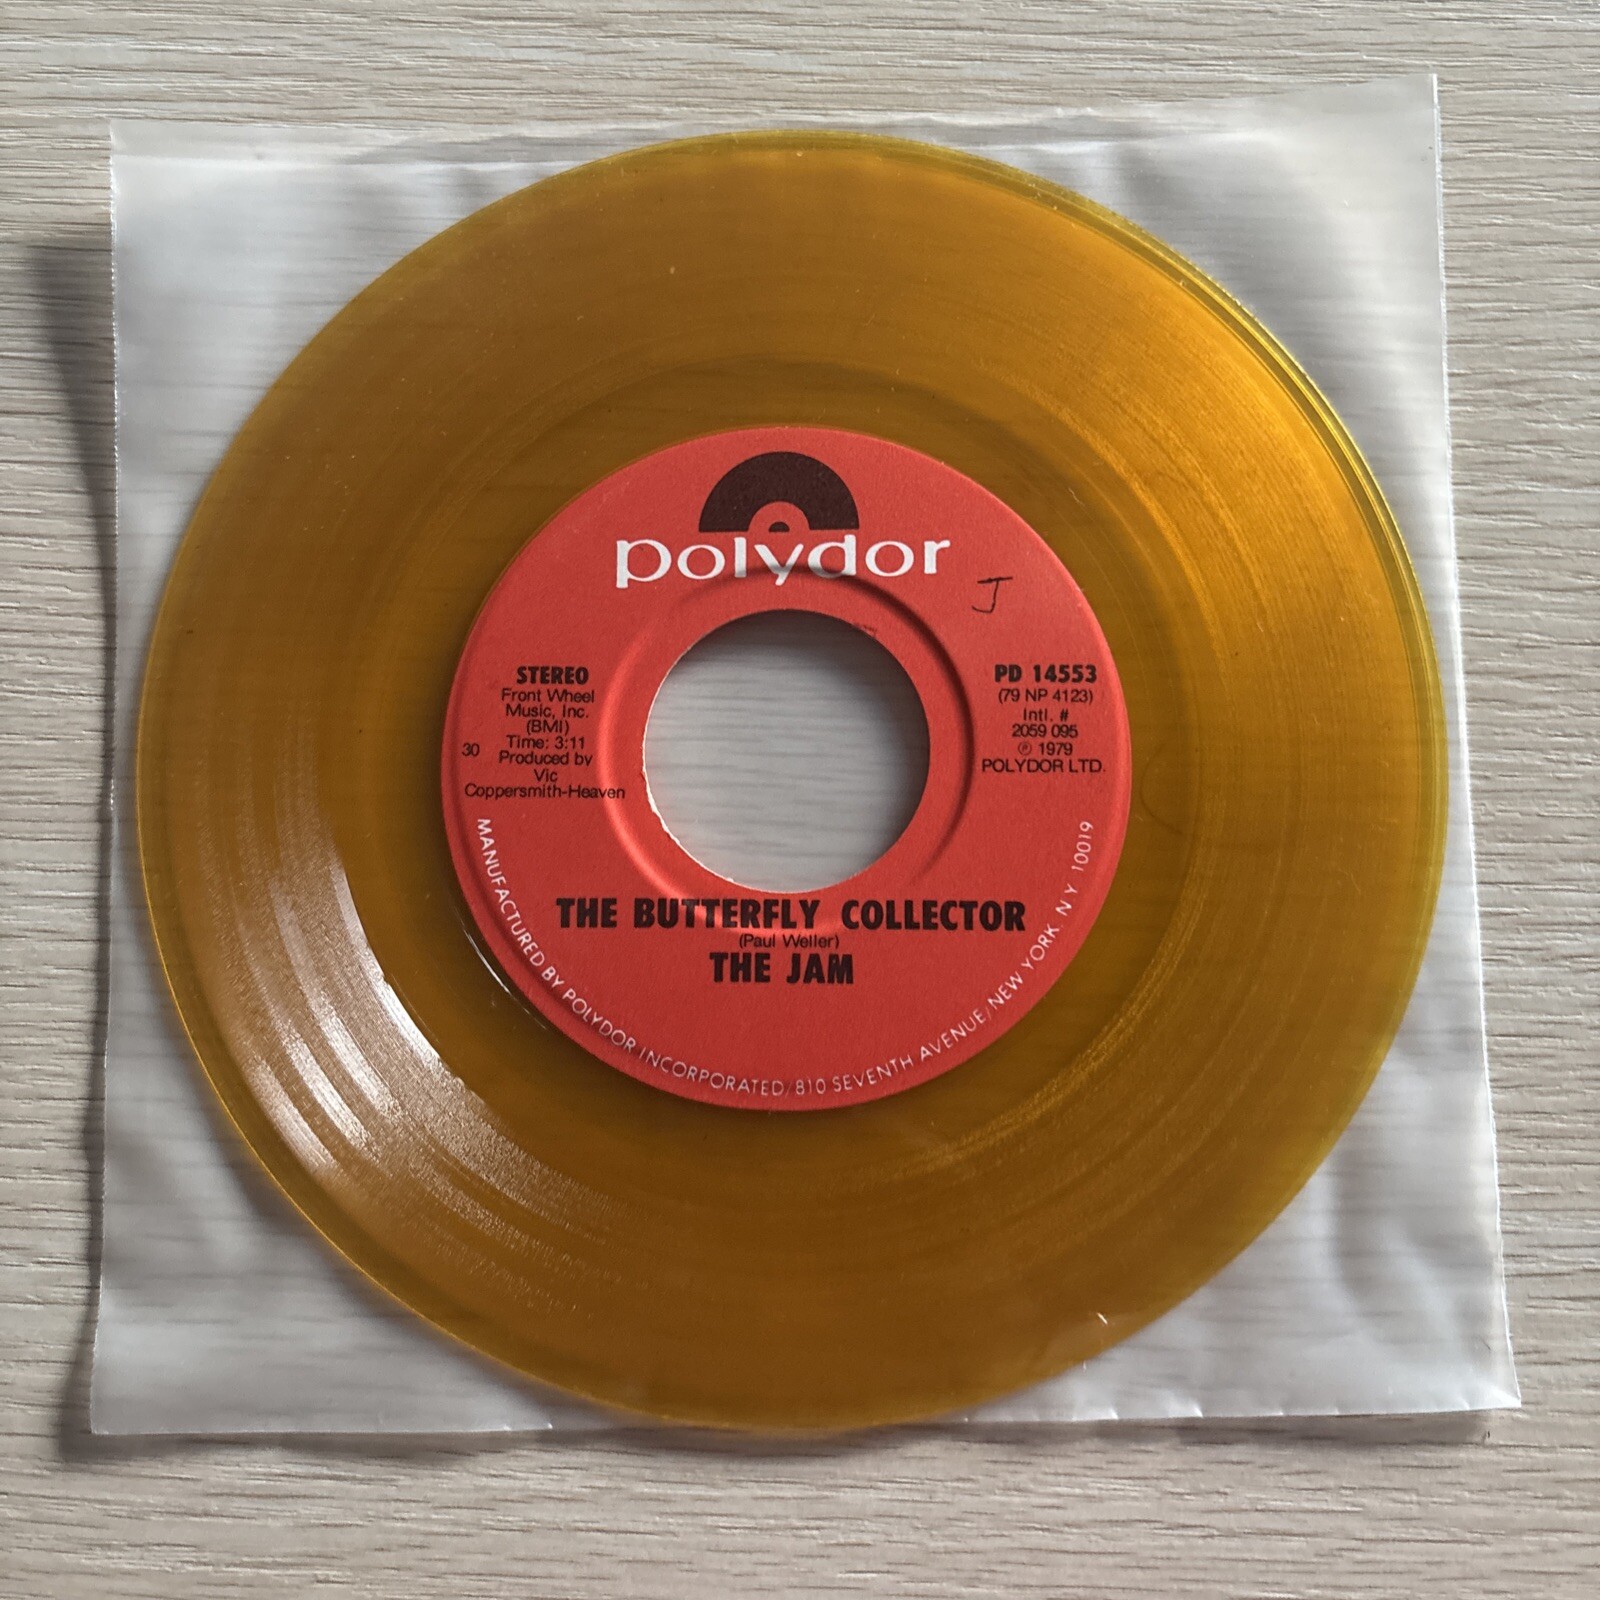 polydor
J
STEREO
Front Wheel
Music, Inc.
(BMI)
Time: 3:11
30
Produced by
Vic
Coppersmith-Heaven
PD 14553
(79 NP 4123)
Intl. #
2059 095
℗ 1979
POLYDOR LTD.
THE BUTTERFLY COLLECTOR
(Paul Weller)
THE JAM
MANUFACTURED BY POLYDOR INCORPORATED/810 SEVENTH AVENUE/NEW YORK N Y 10019